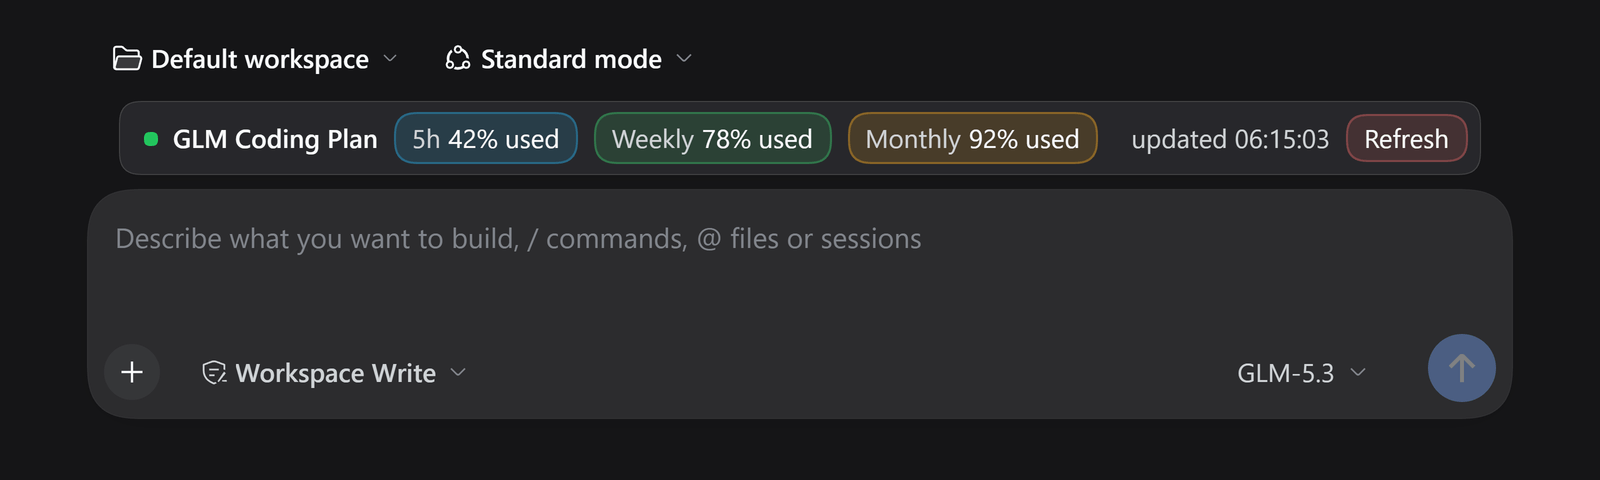 Default workspace Standard mode
GLM Coding Plan 5h 42% used Weekly 78% used Monthly 92% used updated 06:15:03 Refresh
Describe what you want to build, / commands, @ files or sessions
Workspace Write GLM-5.3